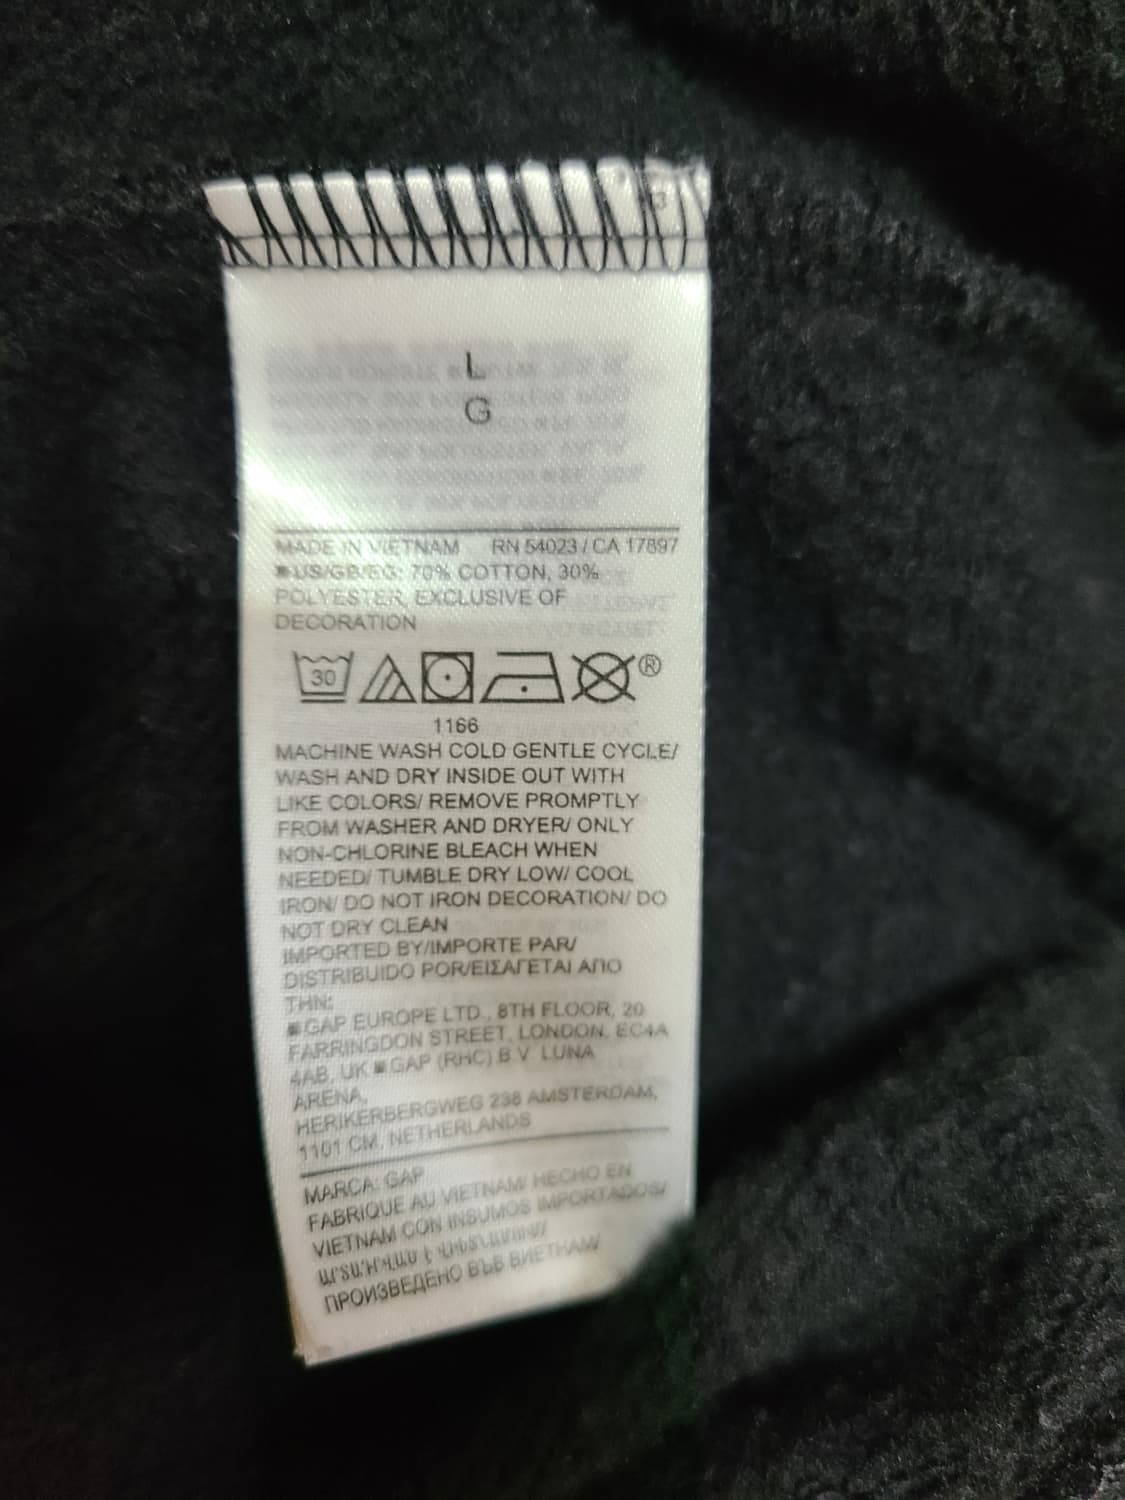 L
G
MADE IN VIETNAM RN 54023 / CA 17897
■ US/GB/EG: 70% COTTON, 30%
POLYESTER, EXCLUSIVE OF
DECORATION
30
®
1166
MACHINE WASH COLD GENTLE CYCLE/
WASH AND DRY INSIDE OUT WITH
LIKE COLORS/ REMOVE PROMPTLY
FROM WASHER AND DRYER/ ONLY
NON-CHLORINE BLEACH WHEN
NEEDED/ TUMBLE DRY LOW/ COOL
IRON/ DO NOT IRON DECORATION/ DO
NOT DRY CLEAN
IMPORTED BY/IMPORTE PAR/
DISTRIBUIDO POR/ΕΙΣΑΓΕΤΑΙ ΑΠΟ
ΤΗΝ:
■ GAP EUROPE LTD., 8TH FLOOR, 20
FARRINGDON STREET, LONDON, EC4A
4AB, UK ■ GAP (RHC) B.V. LUNA
ARENA,
HERIKERBERGWEG 238 AMSTERDAM,
1101 CM, NETHERLANDS
MARCA: GAP
FABRIQUE AU VIETNAM/ HECHO EN
VIETNAM CON INSUMOS IMPORTADOS/
ԱՐՏԱԴՐՎԱԾ Է ՎԻԵՏՆԱՄՈՒՄ/
ПРОИЗВЕДЕНО ВЪВ ВИЕТНАМ/